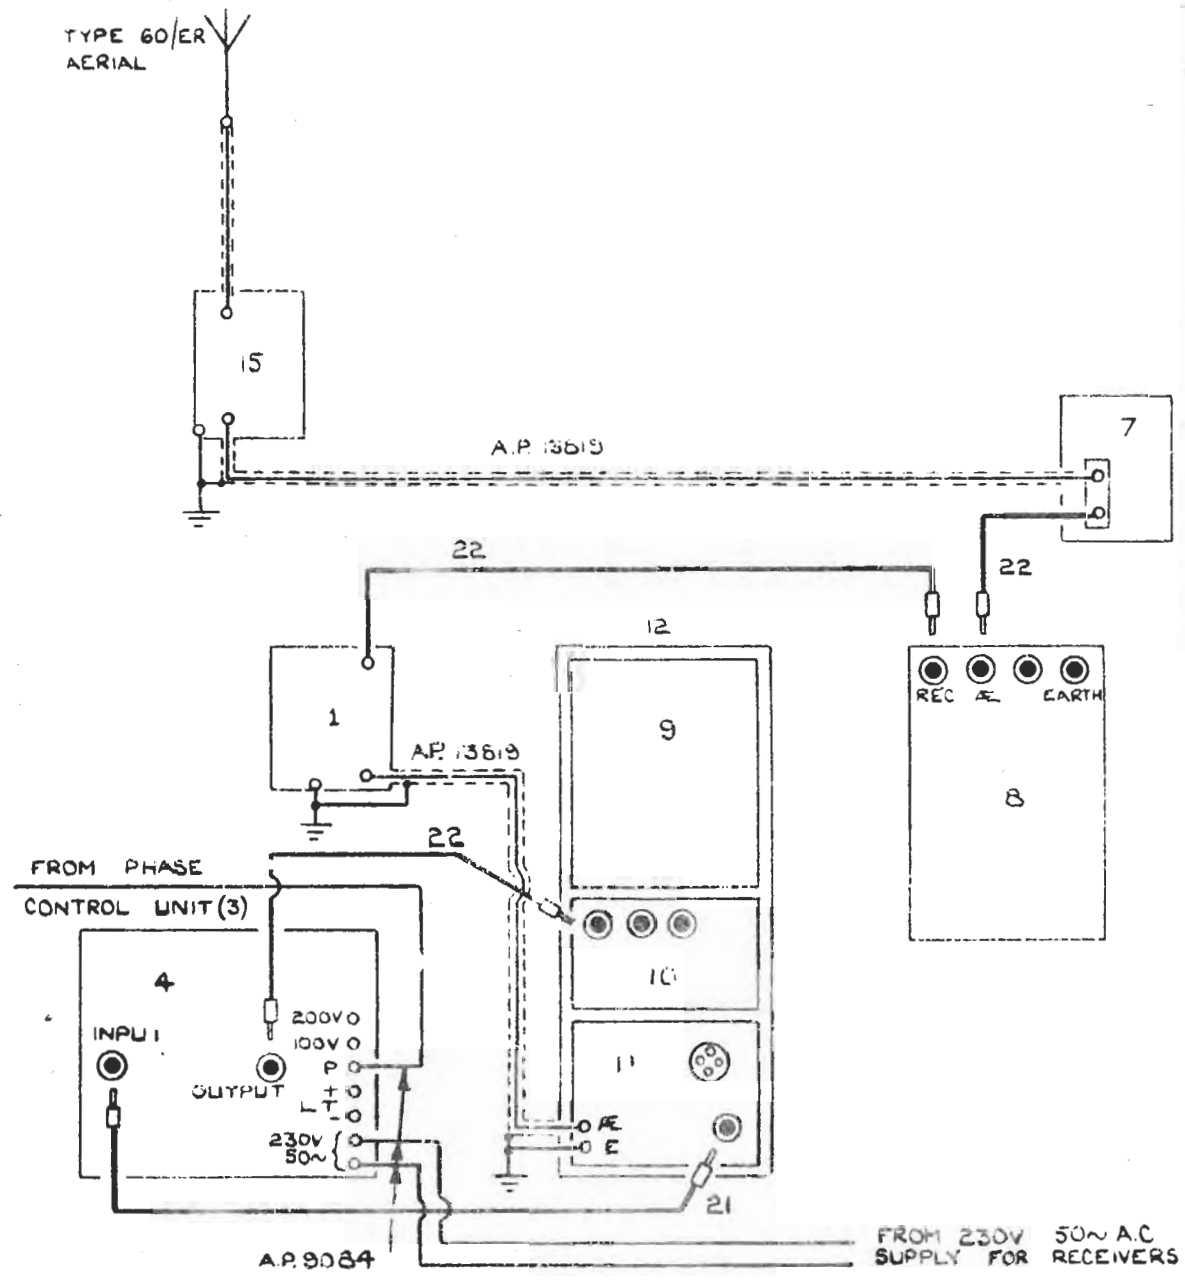 TYPE 60/ER
AERIAL
15
A.P. 13619
7
22
22
12
REC Æ EARTH
1
9
A.P. 13619
8
22
FROM PHASE
CONTROL UNIT (3)
4
10
INPUT
200V
100V
P
OUTPUT
+
LT
-
11
230V
50~
Æ
E
21
A.P. 9084
FROM 230V 50~ A.C
SUPPLY FOR RECEIVERS